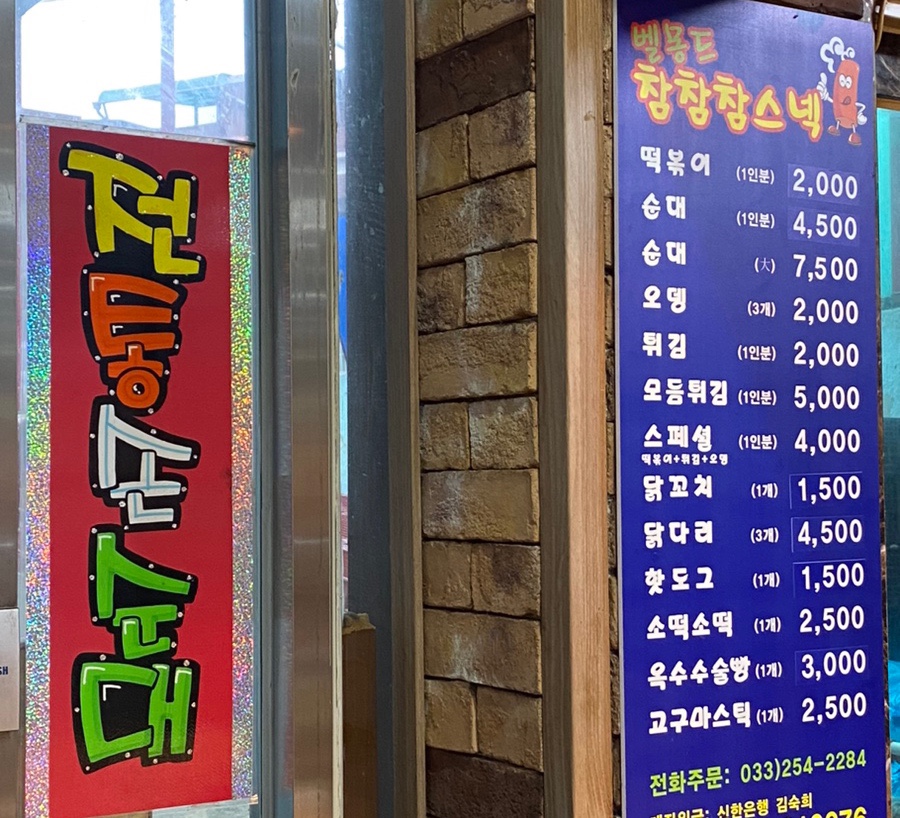 벨몽드
참참참스넥
떡볶이 (1인분) 2,000
순대 (1인분) 4,500
순대 (大) 7,500
오뎅 (3개) 2,000
튀김 (1인분) 2,000
모듬튀김 (1인분) 5,000
스페셜 (1인분) 4,000
떡볶이+튀김+오뎅
닭꼬치 (1개) 1,500
닭다리 (3개) 4,500
핫도그 (1개) 1,500
소떡소떡 (1개) 2,500
옥수수술빵 (1개) 3,000
고구마스틱 (1개) 2,500
전화주문: 033)254-2284
신한은행 김숙희